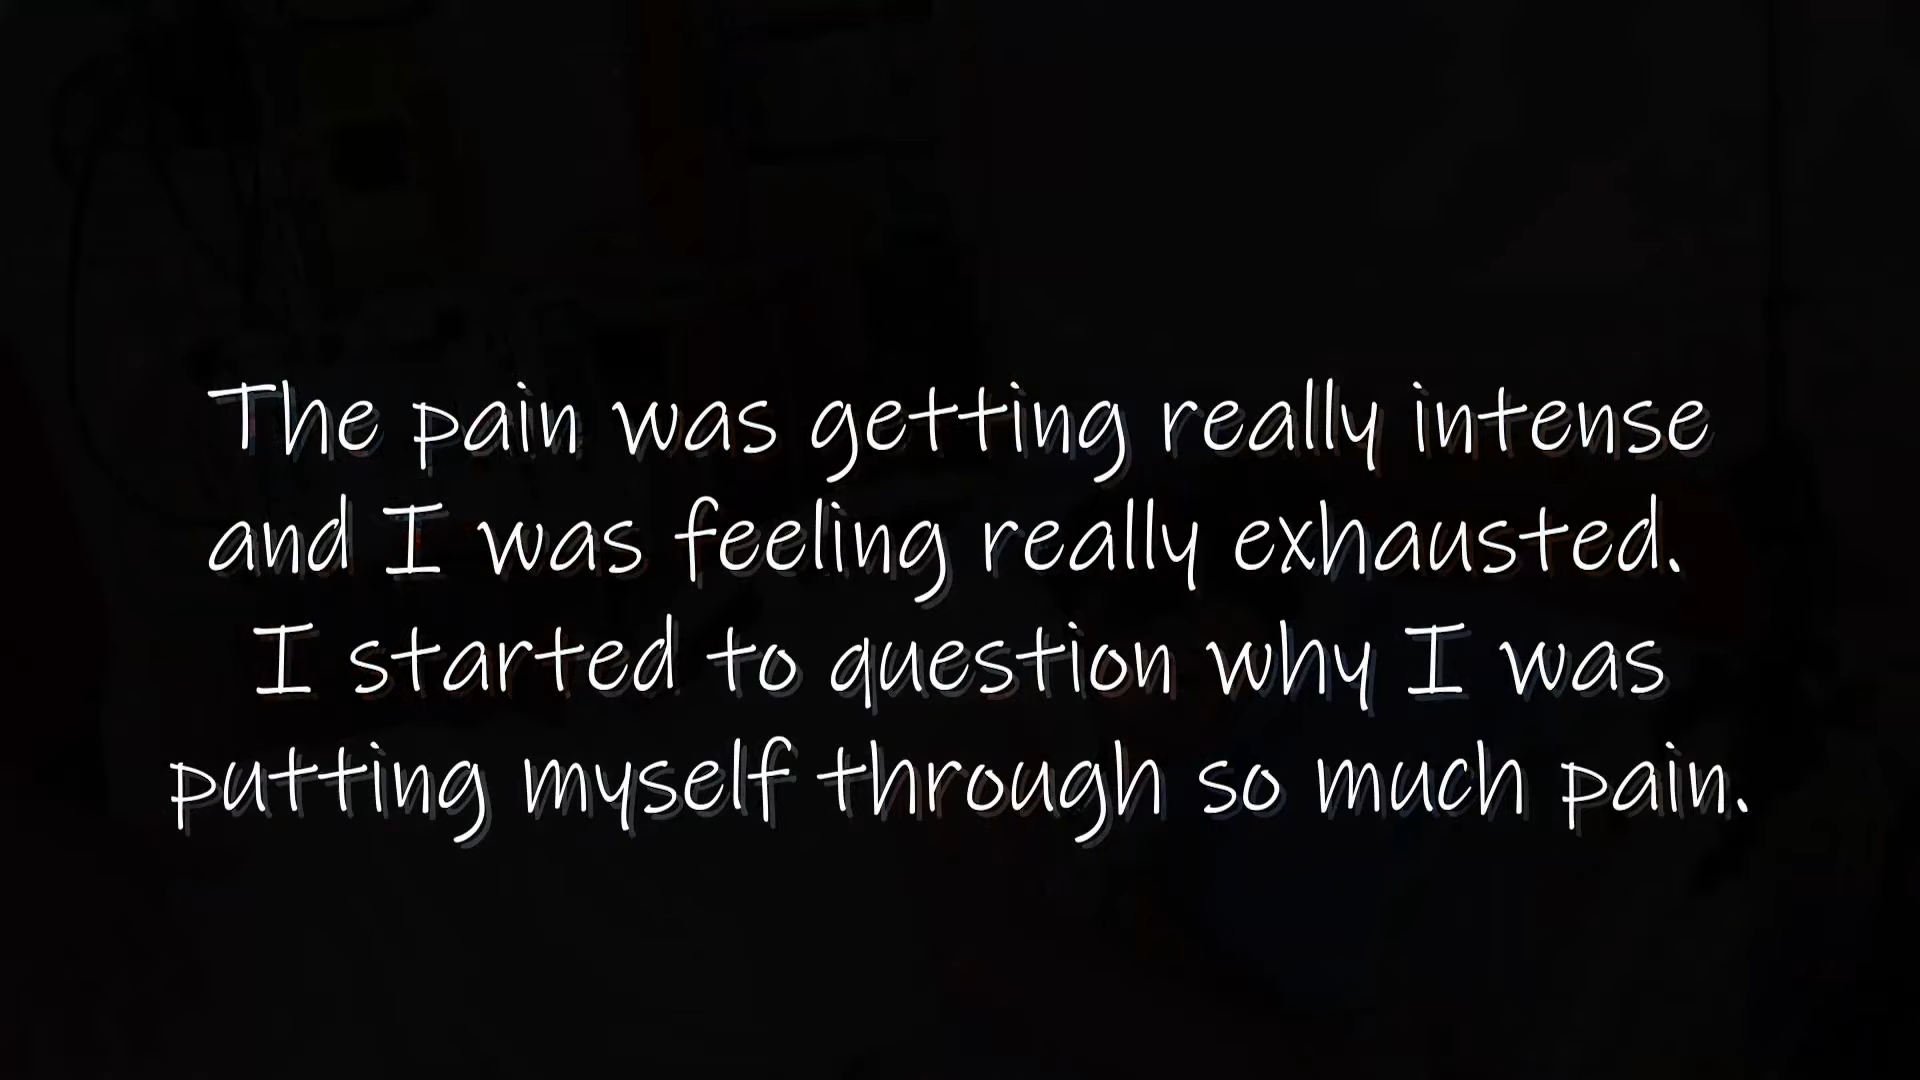 The pain was getting really intense
and I was feeling really exhausted.
I started to question why I was
putting myself through so much pain.